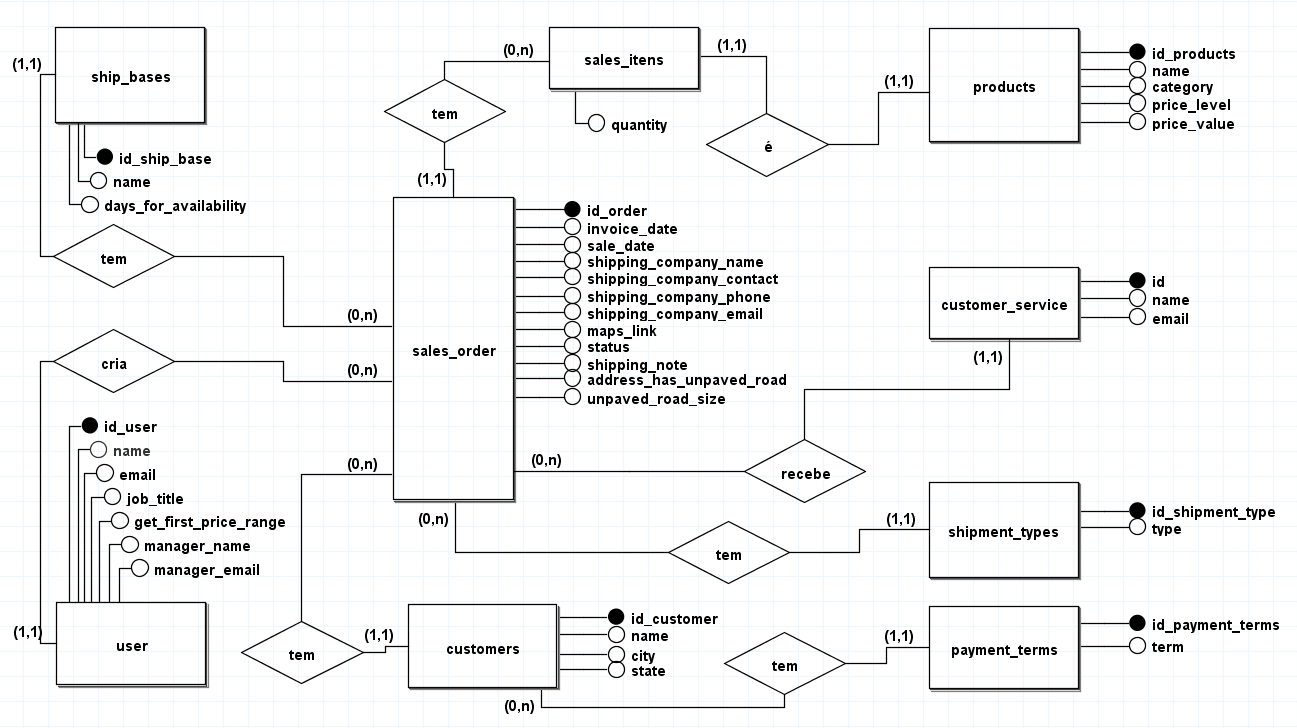 (1,1)
ship_bases
id_ship_base
name
days_for_availability
tem
(0,n)
cria
(0,n)
id_user
name
email
job_title
get_first_price_range
manager_name
manager_email
(1,1)
user
(0,n)
tem
(1,1)
customers
id_customer
name
city
state
(0,n)
tem
(1,1)
payment_terms
id_payment_terms
term
(0,n)
sales_itens
quantity
tem
(1,1)
sales_order
id_order
invoice_date
sale_date
shipping_company_name
shipping_company_contact
shipping_company_phone
shipping_company_email
maps_link
status
shipping_note
address_has_unpaved_road
unpaved_road_size
(1,1)
é
(1,1)
products
id_products
name
category
price_level
price_value
customer_service
id
name
email
(1,1)
recebe
(0,n)
(0,n)
tem
(1,1)
shipment_types
id_shipment_type
type